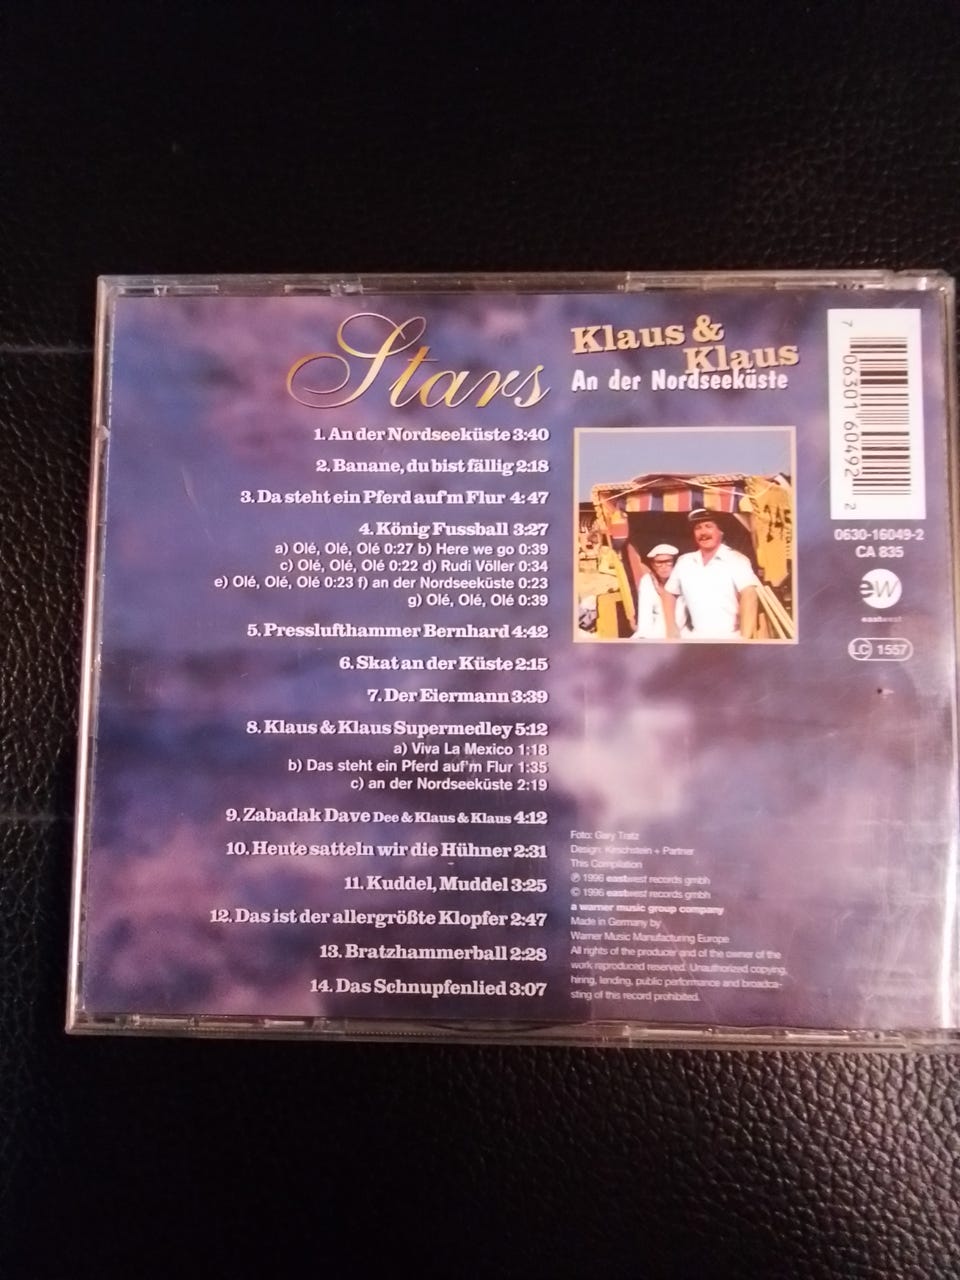 Stars
1. An der Nordseeküste 3:40
2. Banane, du bist fällig 2:18
3. Da steht ein Pferd auf'm Flur 4:47
4. König Fussball 3:27
a) Olé, Olé, Olé 0:27 b) Here we go 0:39
c) Olé, Olé, Olé 0:22 d) Rudi Völler 0:34
e) Olé, Olé, Olé 0:23 f) an der Nordseeküste 0:23
g) Olé, Olé, Olé 0:39
5. Presslufthammer Bernhard 4:42
6. Skat an der Küste 2:15
7. Der Eiermann 3:39
8. Klaus & Klaus Supermedley 5:12
a) Viva La Mexico 1:18
b) Das steht ein Pferd auf'm Flur 1:35
c) an der Nordseeküste 2:19
9. Zabadak Dave Dee & Klaus & Klaus 4:12
10. Heute satteln wir die Hühner 2:31
11. Kuddel, Muddel 3:25
12. Das ist der allergrößte Klopfer 2:47
13. Bratzhammerball 2:28
14. Das Schnupfenlied 3:07
Klaus &
Klaus
An der Nordseeküste
245
7 06301 60492 2
0630-16049-2
CA 835
ew
eastwest
LC 1557
Foto: Gary Tratz
Design: Kirschstein + Partner
This Compilation
℗ 1996 eastwest records gmbh
© 1996 eastwest records gmbh
a warner music group company
Made in Germany by
Warner Music Manufacturing Europe
All rights of the producer and of the owner of the
work reproduced reserved. Unauthorized copying,
hiring, lending, public performance and broadca-
sting of this record prohibited.